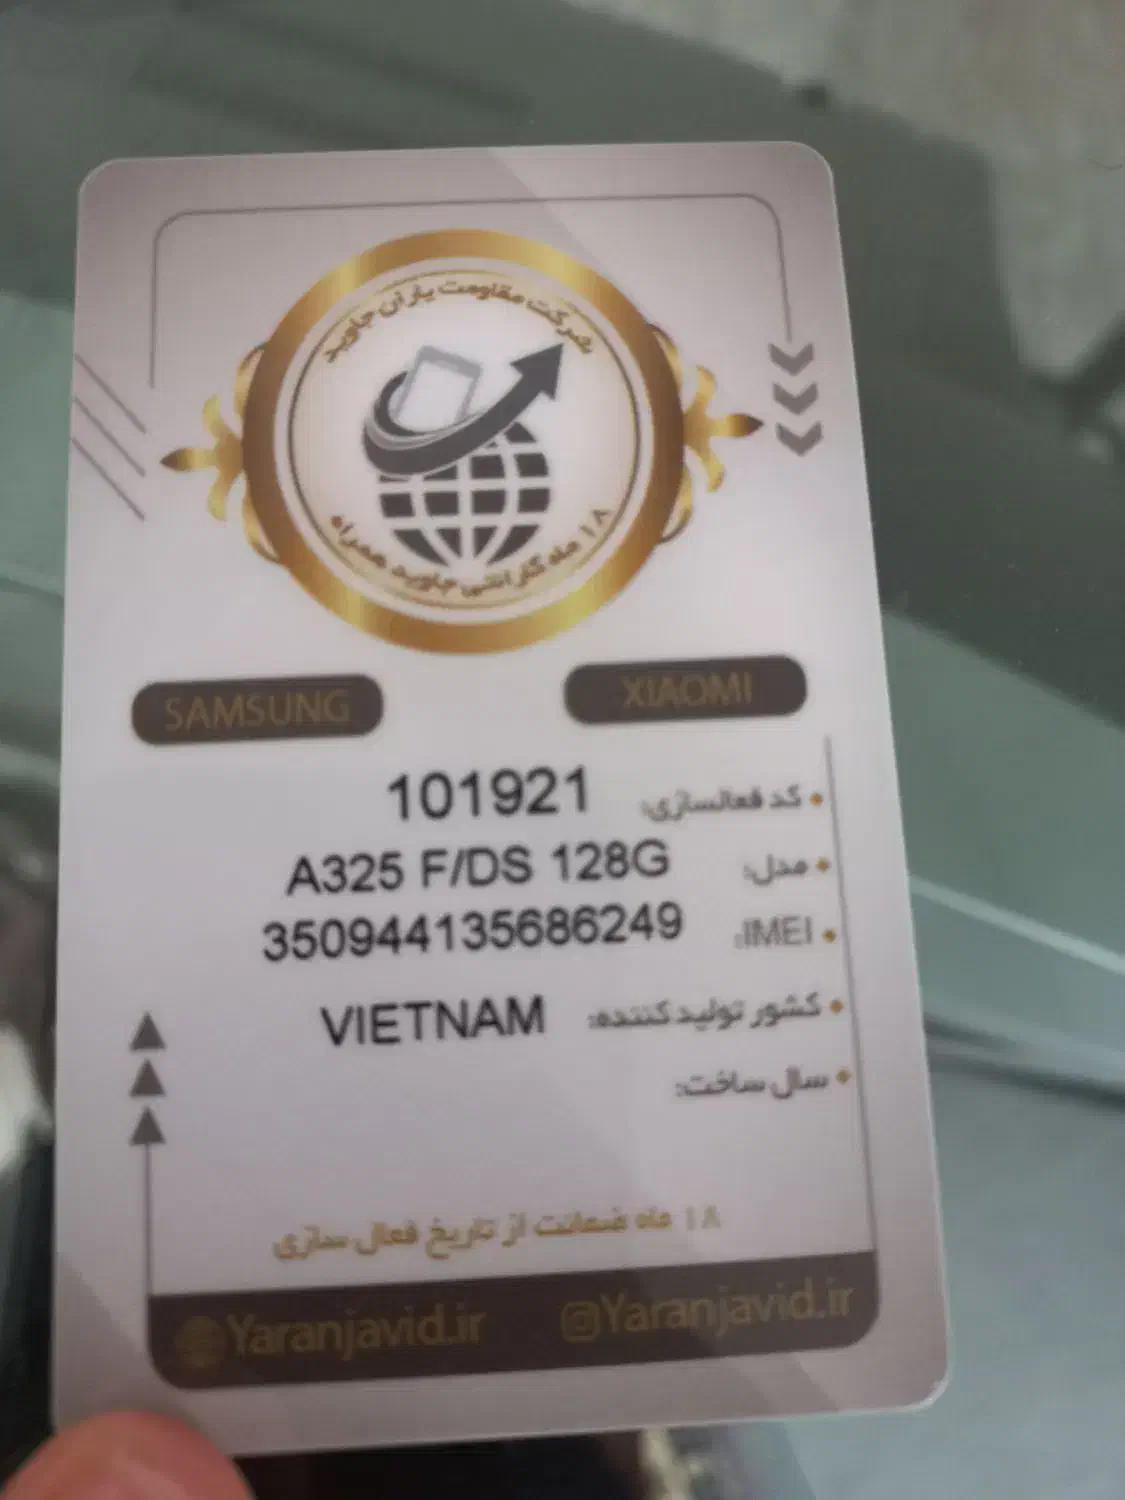 شرکت مقاومت یاران جاوید
۱۸ ماه گارانتی جاوید همراه
SAMSUNG XIAOMI
کد فعالسازی: 101921
مدل: A325 F/DS 128G
IMEI: 350944135686249
کشور تولید کننده: VIETNAM
سال ساخت:
۱۸ ماه ضمانت از تاریخ فعال سازی
Yaranjavid.ir Yaranjavid.ir